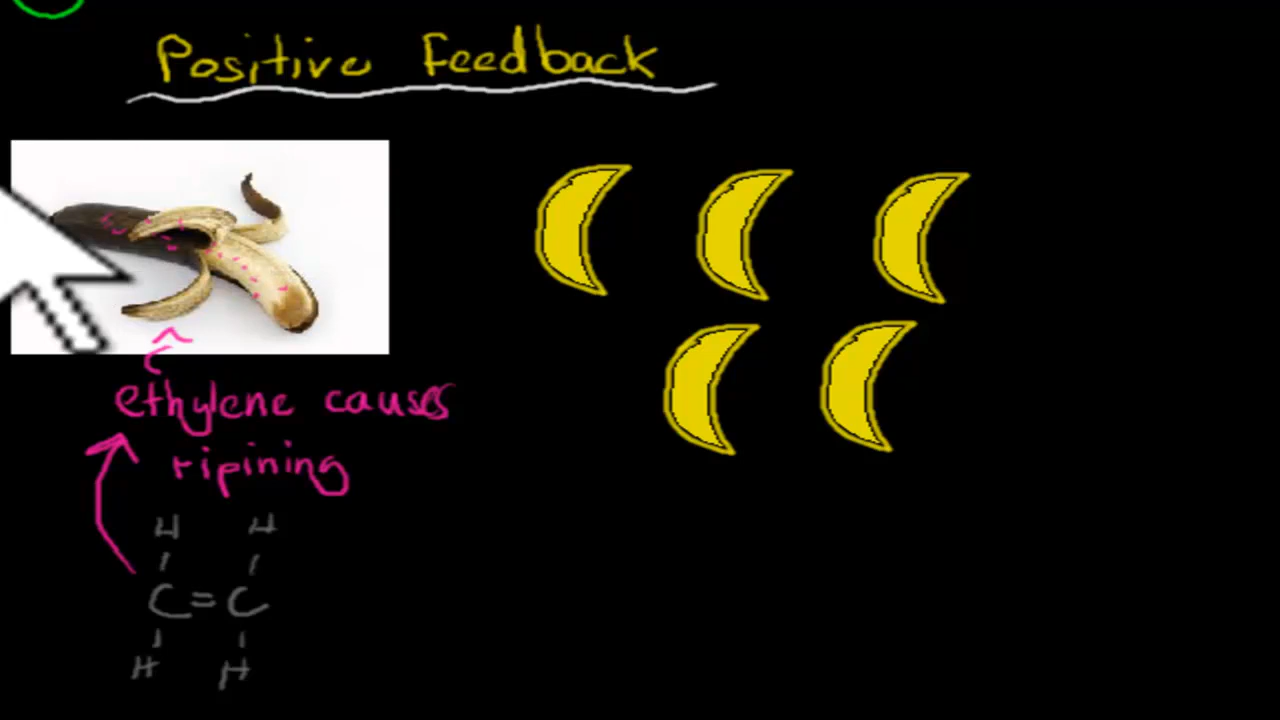 Positive Feedback
ethylene causes
ripining
H H
C=C
H H